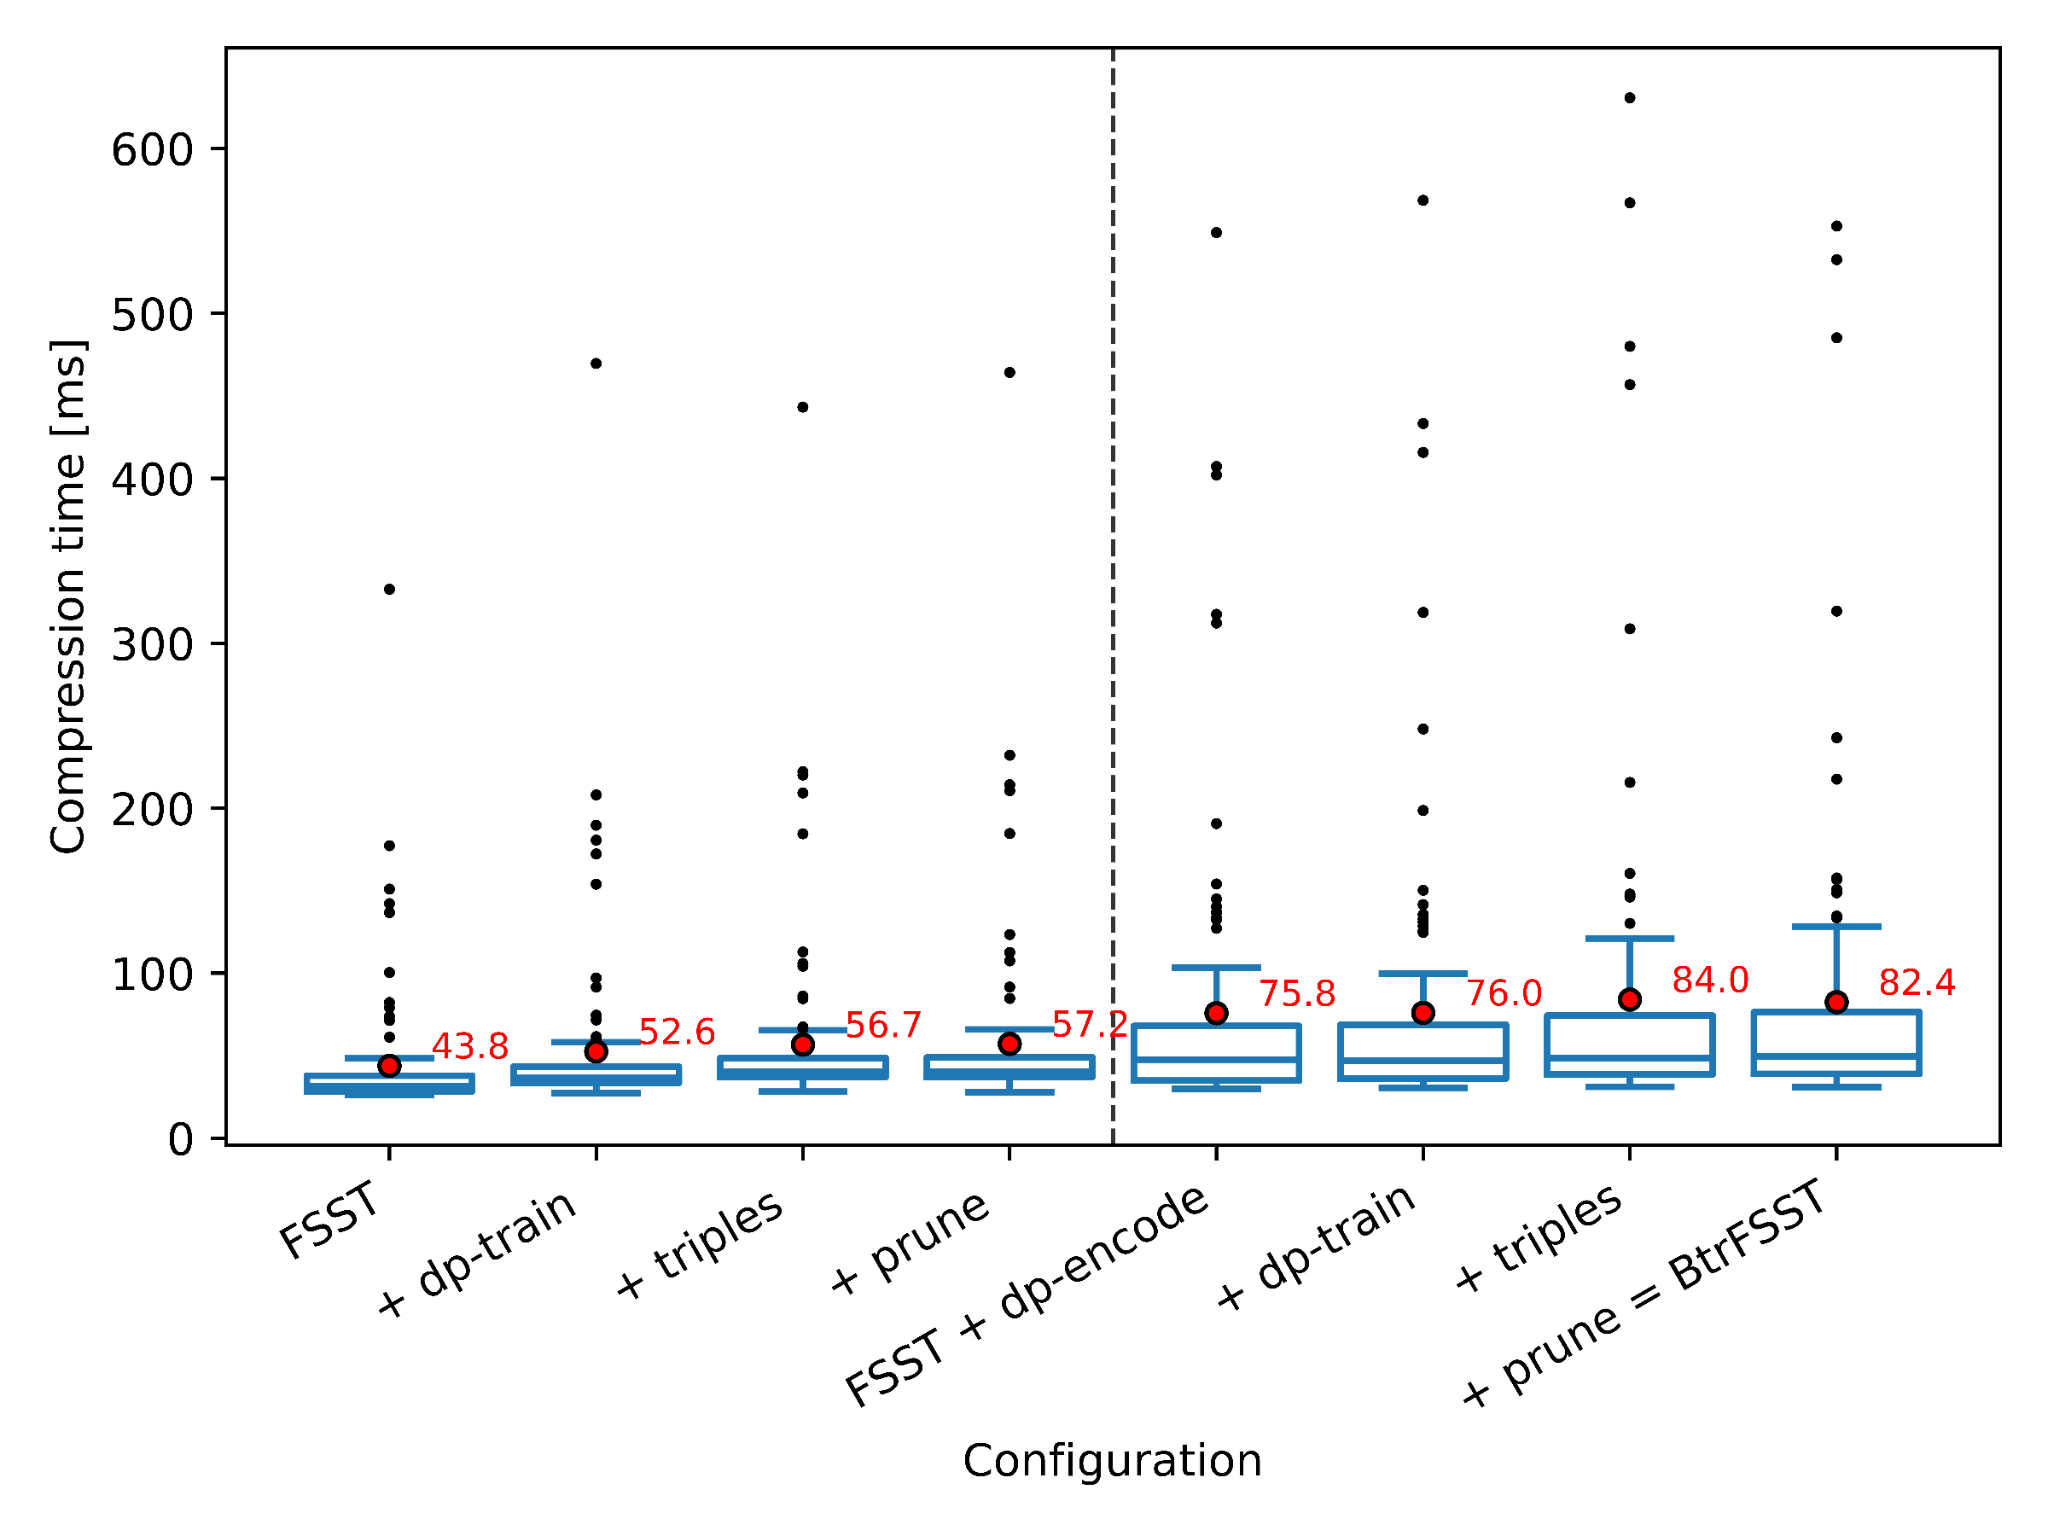 Compression time [ms]
600
500
400
300
200
100
0
43.8
52.6
56.7
57.2
75.8
76.0
84.0
82.4
FSST
+ dp-train
+ triples
+ prune
FSST + dp-encode
+ dp-train
+ triples
+ prune = BtrFSST
Configuration